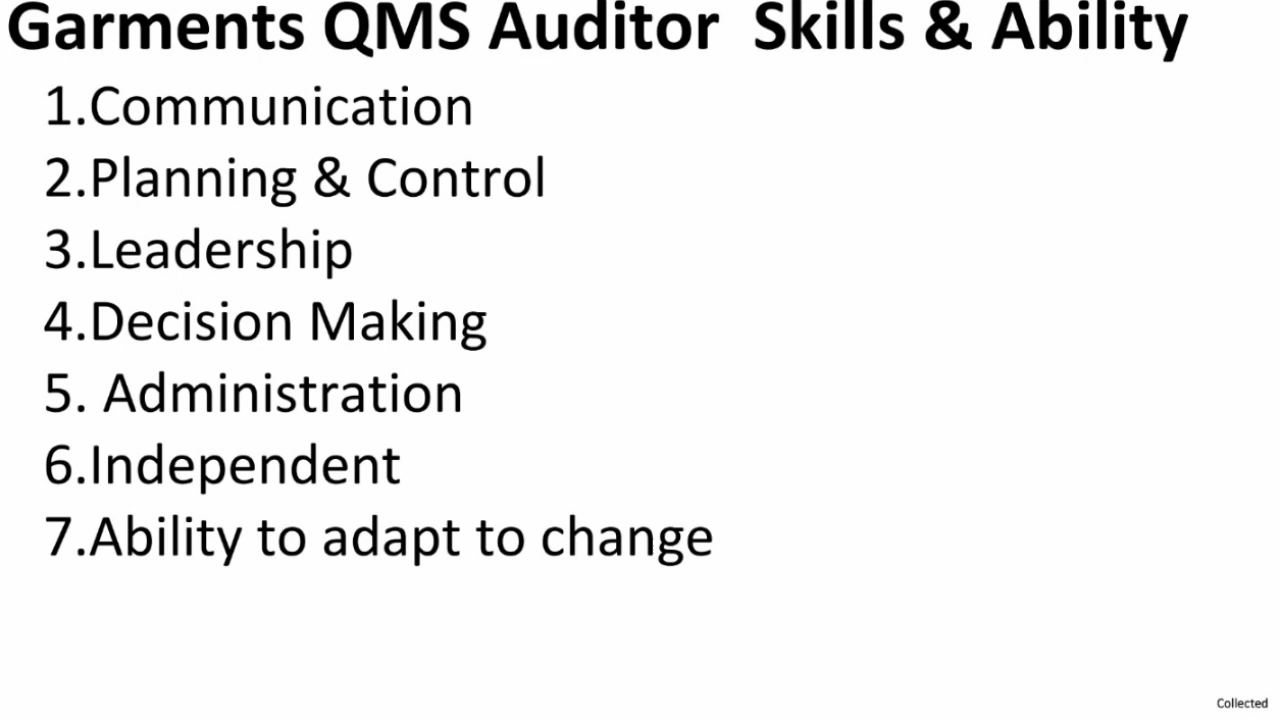 Garments QMS Auditor  Skills & Ability
1.Communication
2.Planning & Control
3.Leadership
4.Decision Making
5. Administration
6.Independent
7.Ability to adapt to change
Collected